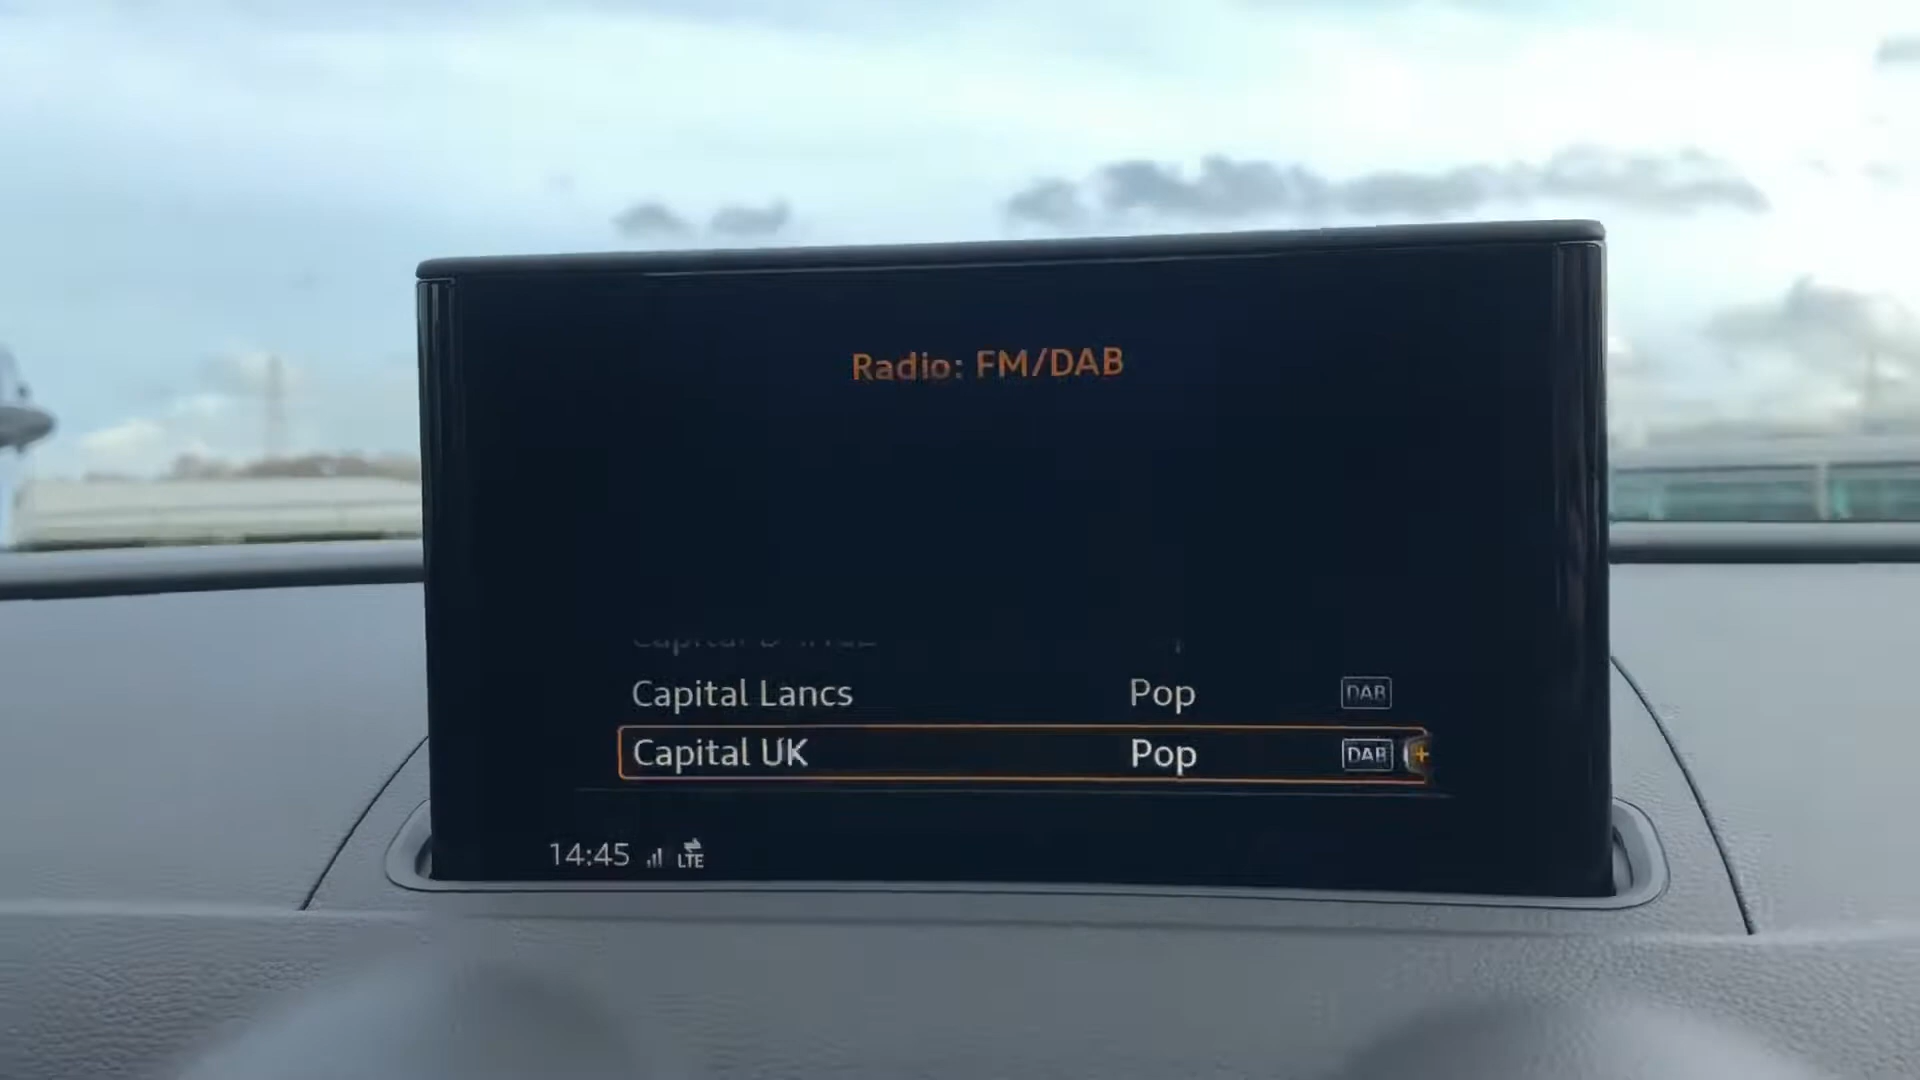 Radio: FM/DAB
Capital Lancs Pop DAB
Capital UK Pop DAB +
14:45 LTE